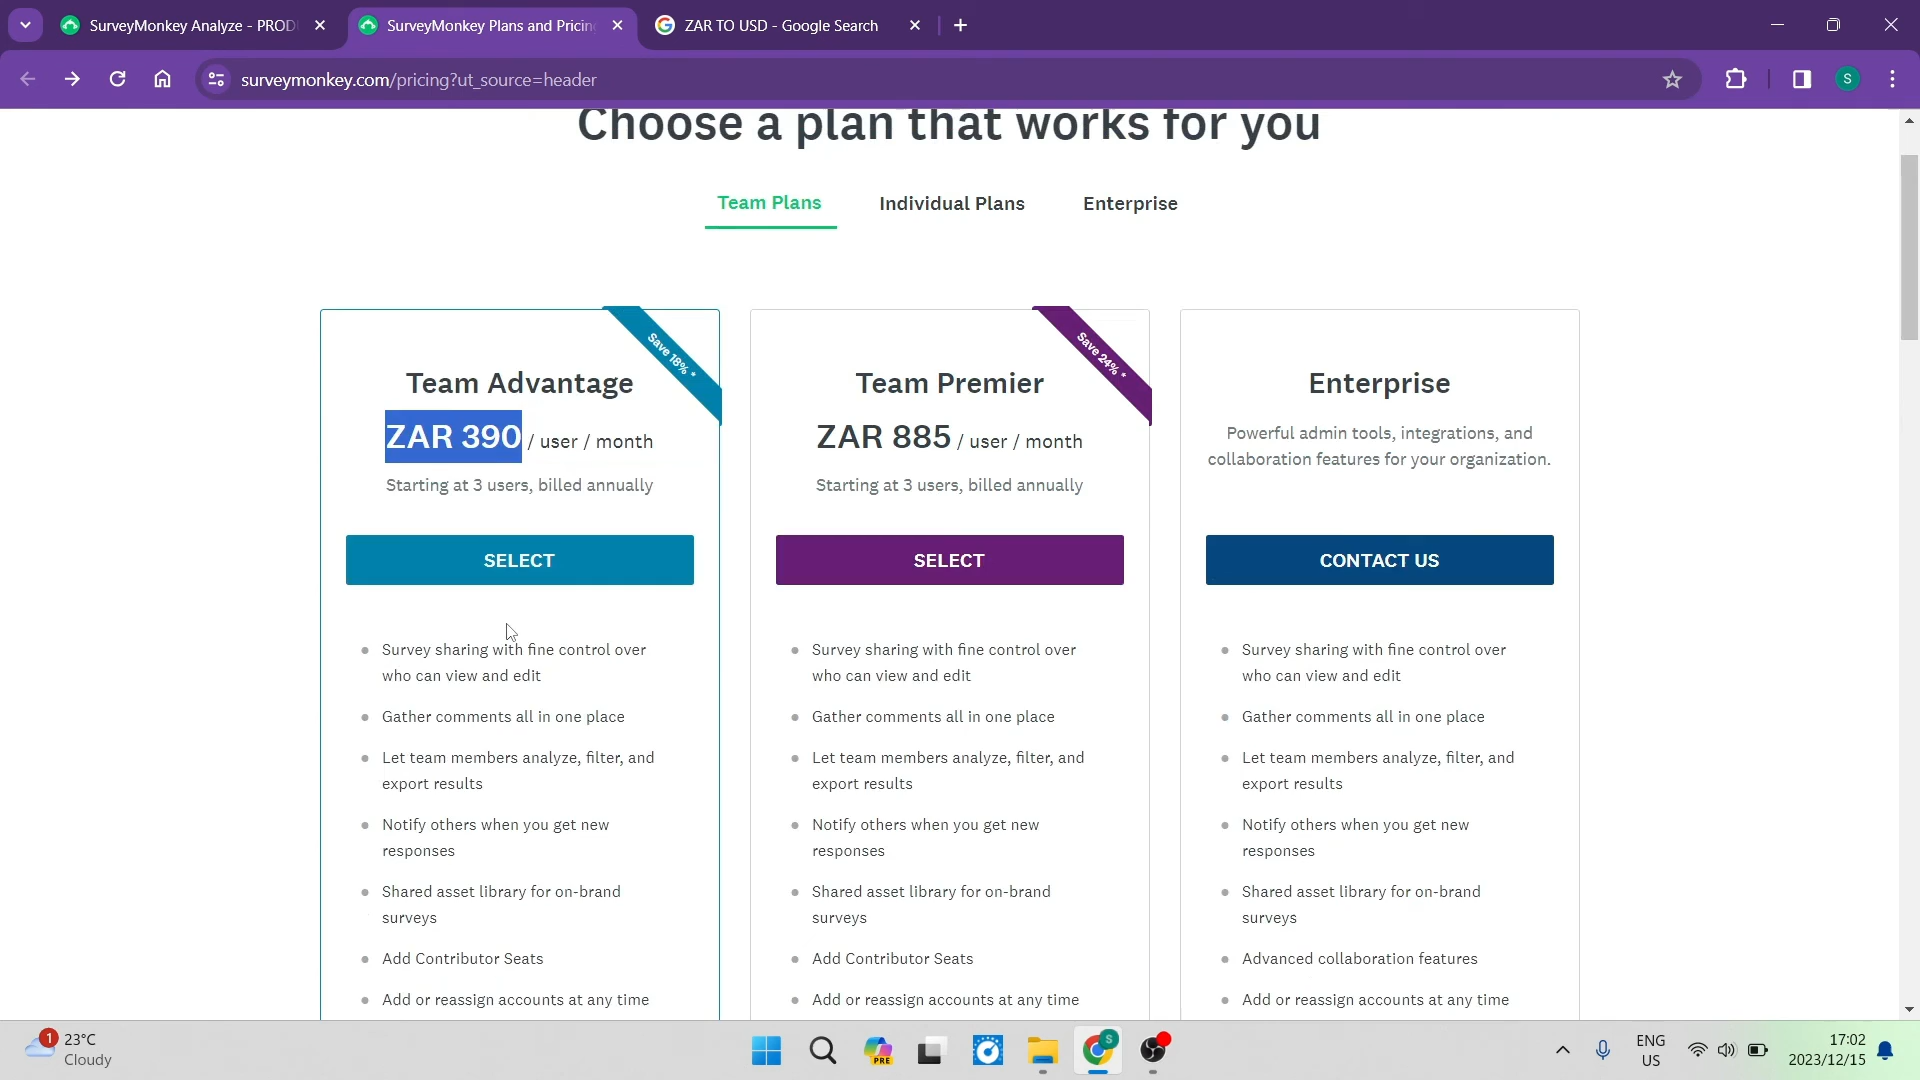 SurveyMonkey Analyze - PROD
SurveyMonkey Plans and Pricin
ZAR TO USD - Google Search
surveymonkey.com/pricing?ut_source=header
S
Choose a plan that works for you
Team Plans
Individual Plans
Enterprise
Save 18% *
Team Advantage
ZAR 390 / user / month
Starting at 3 users, billed annually
SELECT
Survey sharing with fine control over
who can view and edit
Gather comments all in one place
Let team members analyze, filter, and
export results
Notify others when you get new
responses
Shared asset library for on-brand
surveys
Add Contributor Seats
Add or reassign accounts at any time
Save 24% *
Team Premier
ZAR 885 / user / month
Starting at 3 users, billed annually
SELECT
Survey sharing with fine control over
who can view and edit
Gather comments all in one place
Let team members analyze, filter, and
export results
Notify others when you get new
responses
Shared asset library for on-brand
surveys
Add Contributor Seats
Add or reassign accounts at any time
Enterprise
Powerful admin tools, integrations, and
collaboration features for your organization.
CONTACT US
Survey sharing with fine control over
who can view and edit
Gather comments all in one place
Let team members analyze, filter, and
export results
Notify others when you get new
responses
Shared asset library for on-brand
surveys
Advanced collaboration features
Add or reassign accounts at any time
1
23°C
Cloudy
PRE
S
ENG
US
17:02
2023/12/15